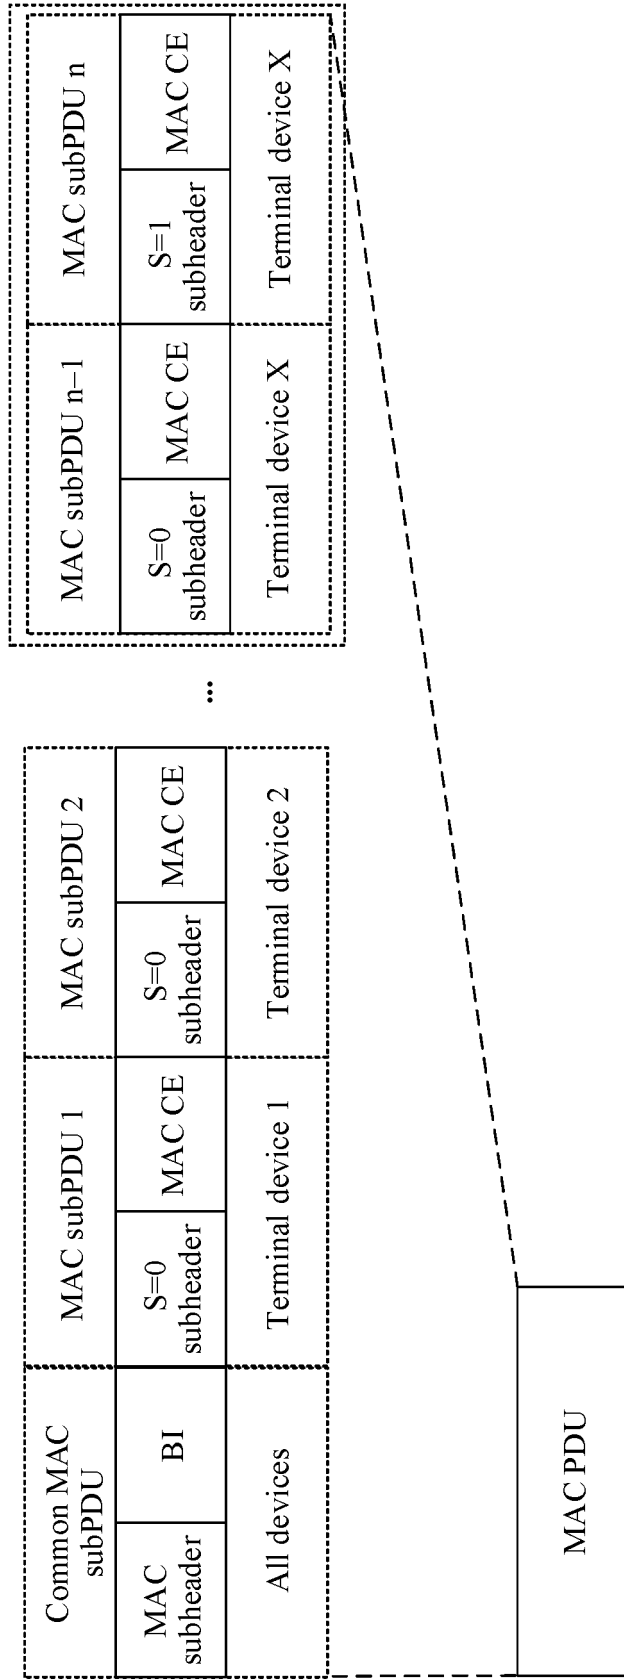 Common MAC
subPDU
MAC
subheader
BI
All devices
MAC subPDU 1
S=0
subheader
MAC CE
Terminal device 1
MAC subPDU 2
S=0
subheader
MAC CE
Terminal device 2
...
MAC subPDU n–1
S=0
subheader
MAC CE
Terminal device X
MAC subPDU n
S=1
subheader
MAC CE
Terminal device X
MAC PDU